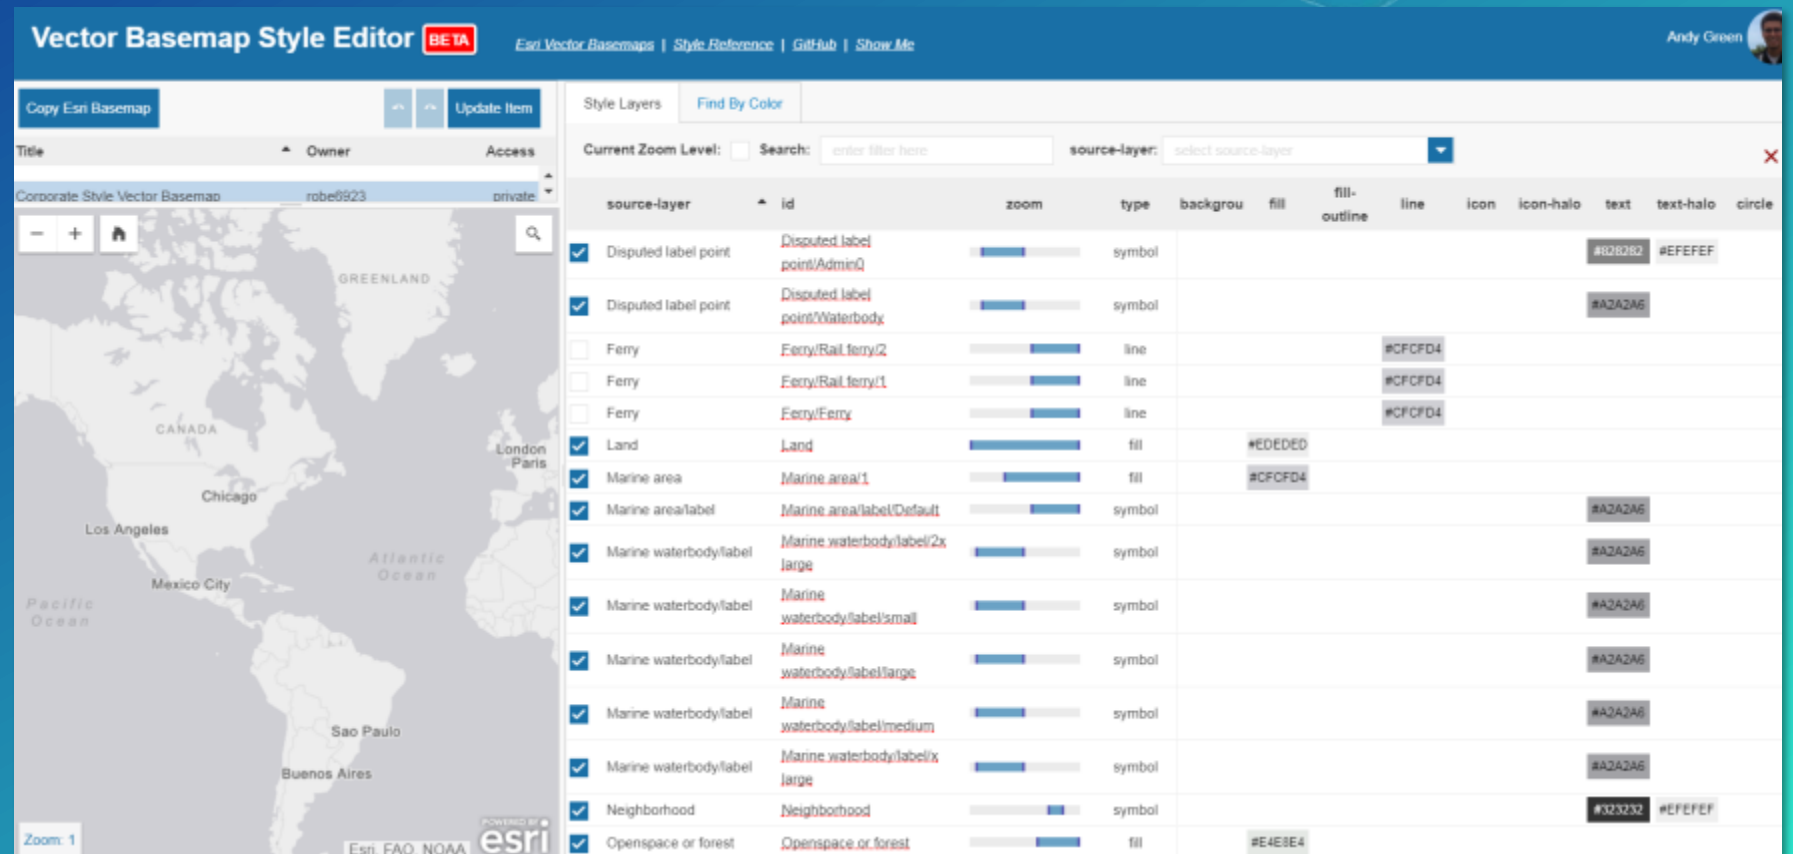 Vector Basemap Style Editor BETA
Esri Vector Basemaps | Style Reference | GitHub | Show Me
Andy Green
Copy Esri Basemap
Update Item
Title Owner Access
Corporate Style Vector Basemap robe6923 private
GREENLAND
CANADA
London
Paris
Chicago
Los Angeles
Atlantic
Ocean
Mexico City
Pacific
Ocean
Sao Paulo
Buenos Aires
Zoom: 1
Esri, FAO, NOAA
POWERED BY
esri
Style Layers Find By Color
Current Zoom Level: Search: enter filter here source-layer: select source-layer
source-layer id zoom type backgrou fill fill-outline line icon icon-halo text text-halo circle
Disputed label point Disputed label point/Admin0 symbol #828282 #EFEFEF
Disputed label point Disputed label point/Waterbody symbol #A2A2A6
Ferry Ferry/Rail ferry/2 line #CFCFD4
Ferry Ferry/Rail ferry/1 line #CFCFD4
Ferry Ferry/Ferry line #CFCFD4
Land Land fill #EDEDED
Marine area Marine area/1 fill #CFCFD4
Marine area/label Marine area/label/Default symbol #A2A2A6
Marine waterbody/label Marine waterbody/label/2x large symbol #A2A2A6
Marine waterbody/label Marine waterbody/label/small symbol #A2A2A6
Marine waterbody/label Marine waterbody/label/large symbol #A2A2A6
Marine waterbody/label Marine waterbody/label/medium symbol #A2A2A6
Marine waterbody/label Marine waterbody/label/x large symbol #A2A2A6
Neighborhood Neighborhood symbol #323232 #EFEFEF
Openspace or forest Openspace or forest fill #E4E8E4